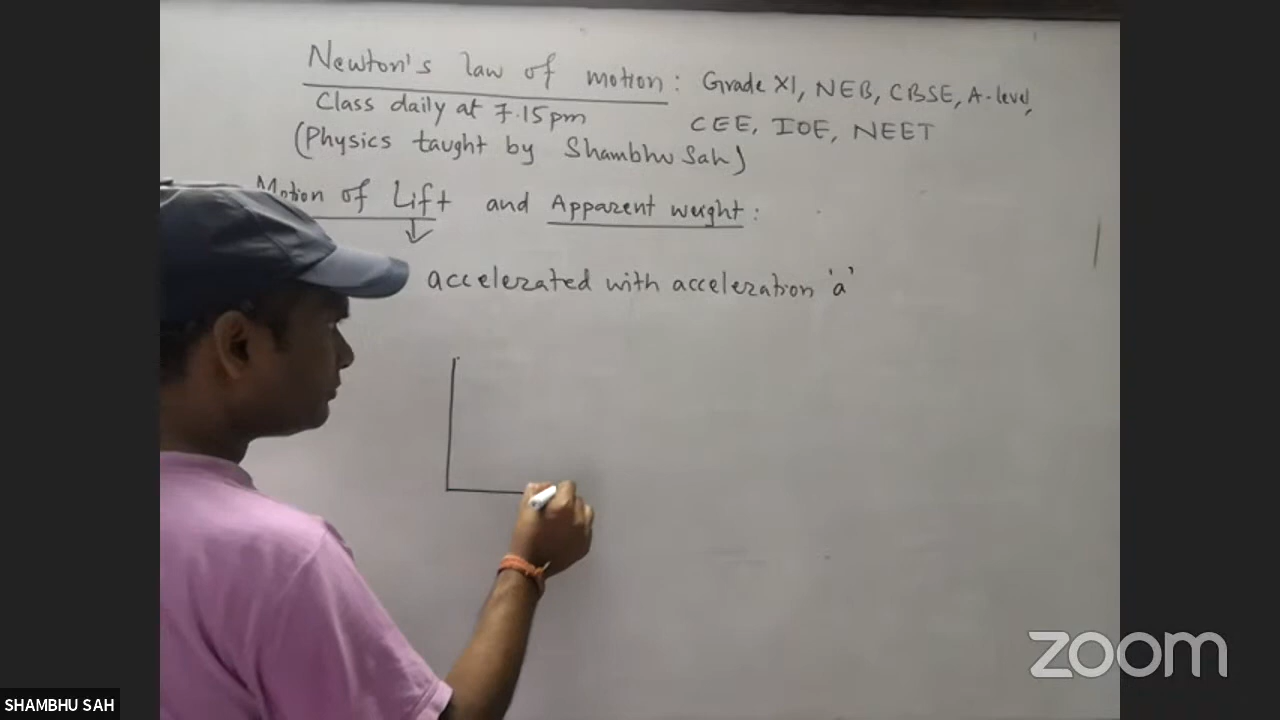 Newton's law of motion: Grade XI, NEB, CBSE, A-level,
Class daily at 7.15pm CEE, IOE, NEET
(Physics taught by Shambhu Sah)
Motion of Lift and Apparent weight:
accelerated with acceleration 'a'
zoom
SHAMBHU SAH